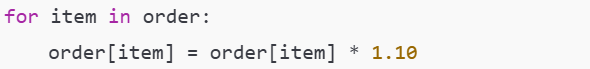 for item in order:
    order[item] = order[item] * 1.10